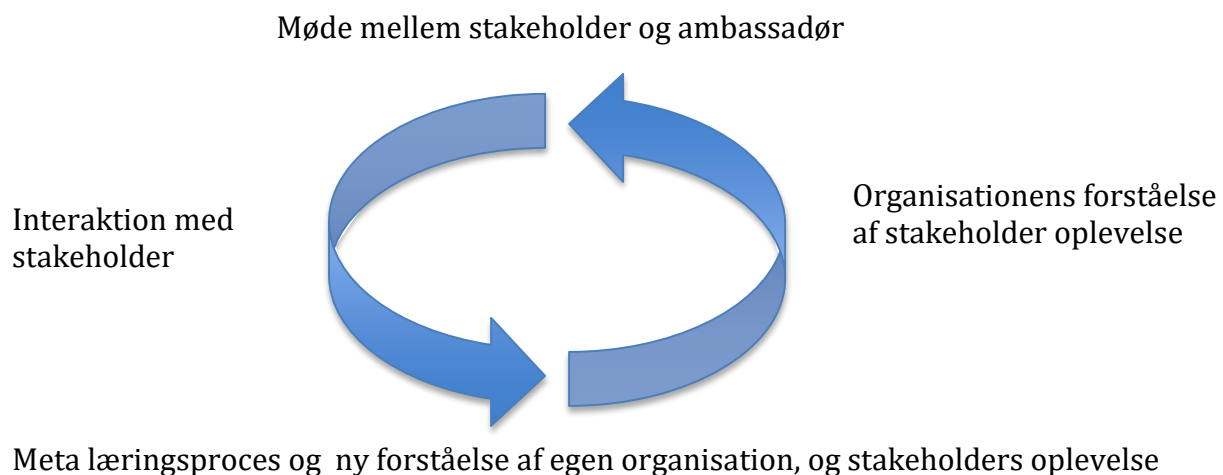 Møde mellem stakeholder og ambassadør
Interaktion med
stakeholder
Organisationens forståelse
af stakeholder oplevelse
Meta læringsproces og  ny forståelse af egen organisation, og stakeholders oplevelse